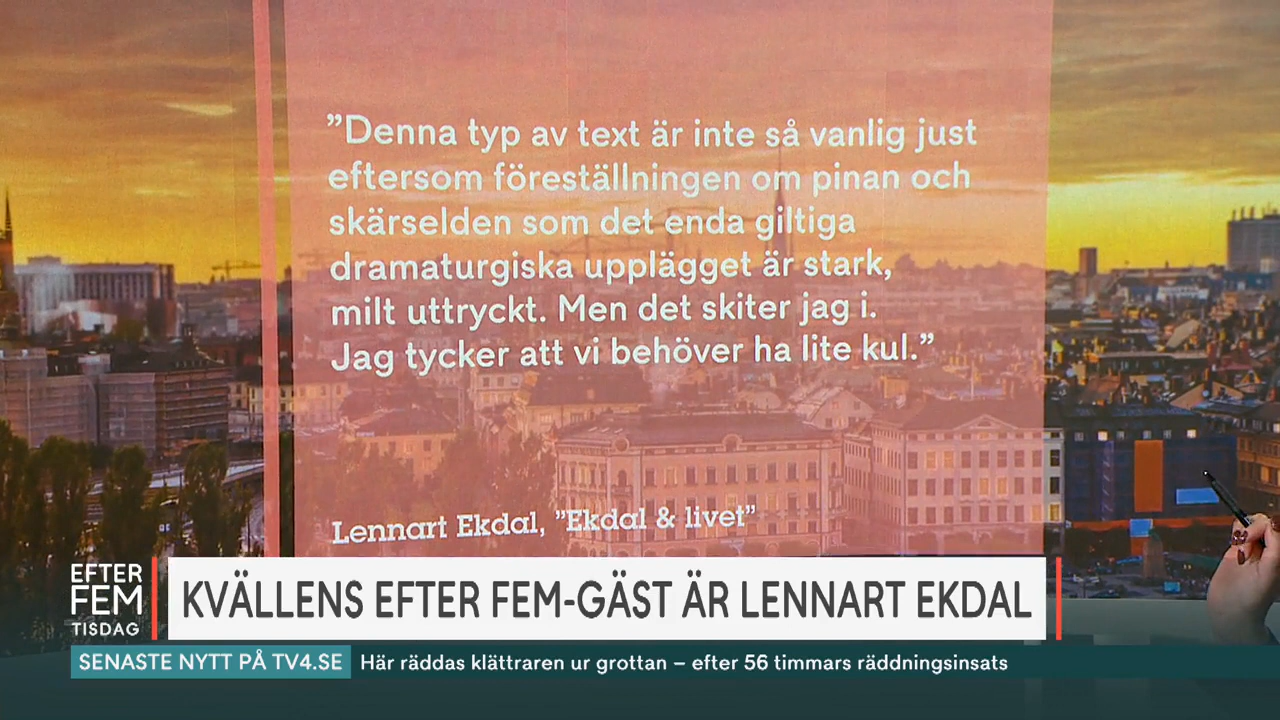 ”Denna typ av text är inte så vanlig just
eftersom föreställningen om pinan och
skärselden som det enda giltiga
dramaturgiska upplägget är stark,
milt uttryckt. Men det skiter jag i.
Jag tycker att vi behöver ha lite kul.”
Lennart Ekdal, ”Ekdal & livet”
EFTER
FEM
TISDAG
KVÄLLENS EFTER FEM-GÄST ÄR LENNART EKDAL
SENASTE NYTT PÅ TV4.SE Här räddas klättraren ur grottan – efter 56 timmars räddningsinsats